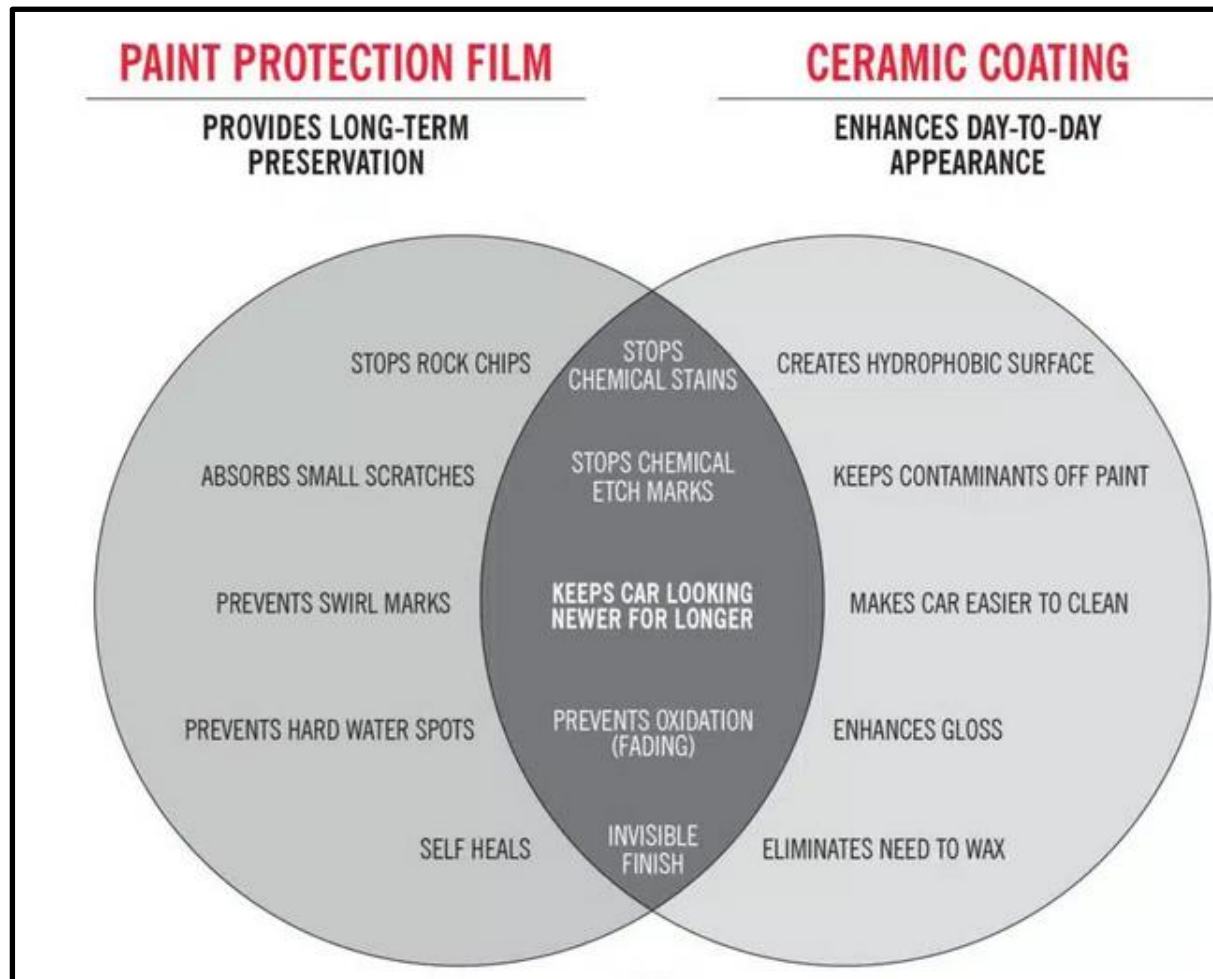 PAINT PROTECTION FILM
PROVIDES LONG-TERM
PRESERVATION
CERAMIC COATING
ENHANCES DAY-TO-DAY
APPEARANCE
STOPS ROCK CHIPS
ABSORBS SMALL SCRATCHES
PREVENTS SWIRL MARKS
PREVENTS HARD WATER SPOTS
SELF HEALS
STOPS
CHEMICAL STAINS
STOPS CHEMICAL
ETCH MARKS
KEEPS CAR LOOKING
NEWER FOR LONGER
PREVENTS OXIDATION
(FADING)
INVISIBLE
FINISH
CREATES HYDROPHOBIC SURFACE
KEEPS CONTAMINANTS OFF PAINT
MAKES CAR EASIER TO CLEAN
ENHANCES GLOSS
ELIMINATES NEED TO WAX